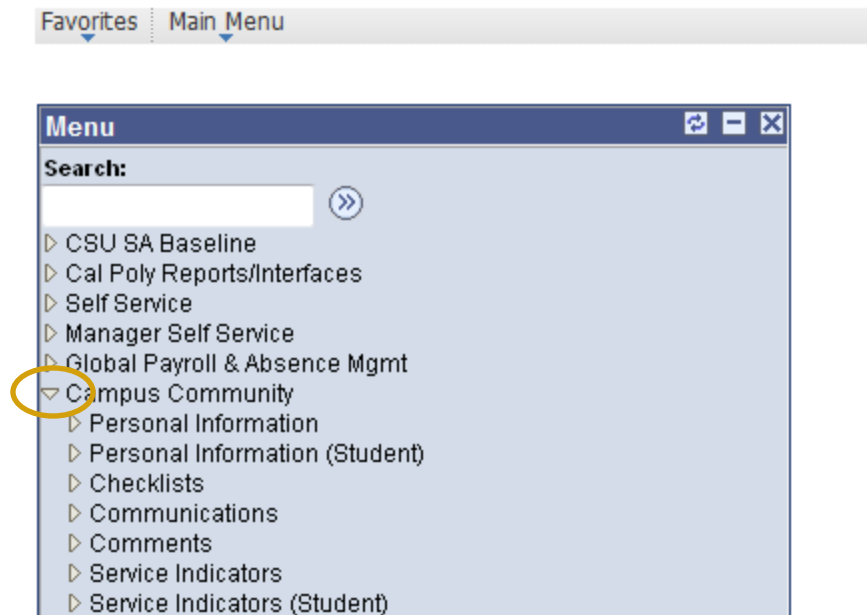 Favorites Main Menu
Menu
Search:
CSU SA Baseline
Cal Poly Reports/Interfaces
Self Service
Manager Self Service
Global Payroll & Absence Mgmt
Campus Community
Personal Information
Personal Information (Student)
Checklists
Communications
Comments
Service Indicators
Service Indicators (Student)